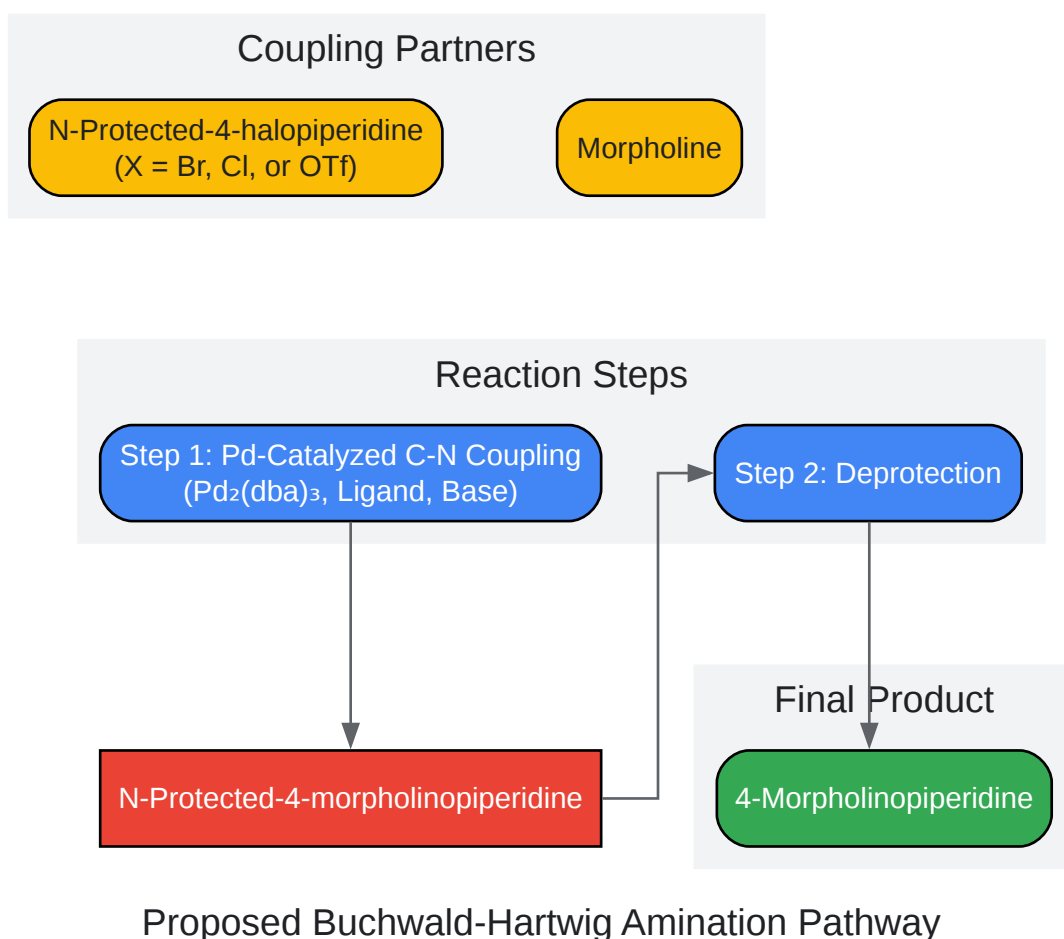 Coupling Partners
N-Protected-4-halopiperidine
(X = Br, Cl, or OTf)
Morpholine
Reaction Steps
Step 1: Pd-Catalyzed C-N Coupling
(Pd₂(dba)₃, Ligand, Base)
Step 2: Deprotection
Final Product
N-Protected-4-morpholinopiperidine
4-Morpholinopiperidine
Proposed Buchwald-Hartwig Amination Pathway